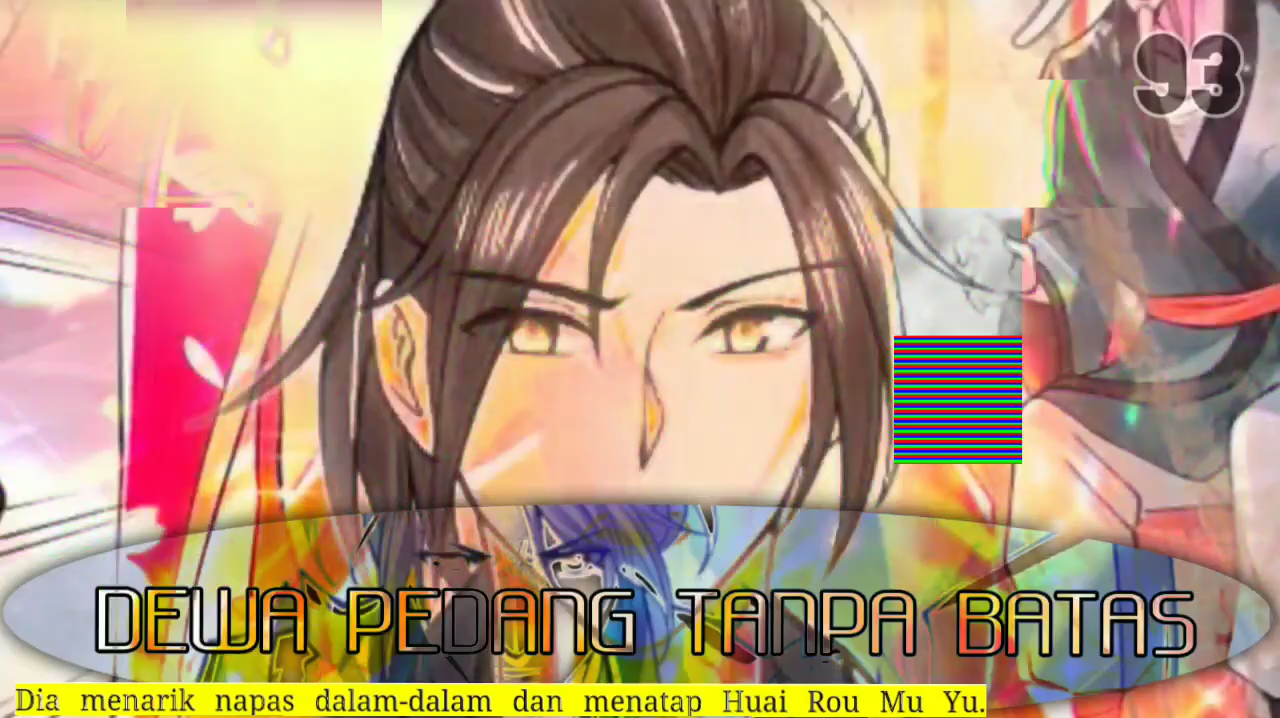 93
DEWA PEDANG TANPA BATAS
Dia menarik napas dalam-dalam dan menatap Huai Rou Mu Yu.